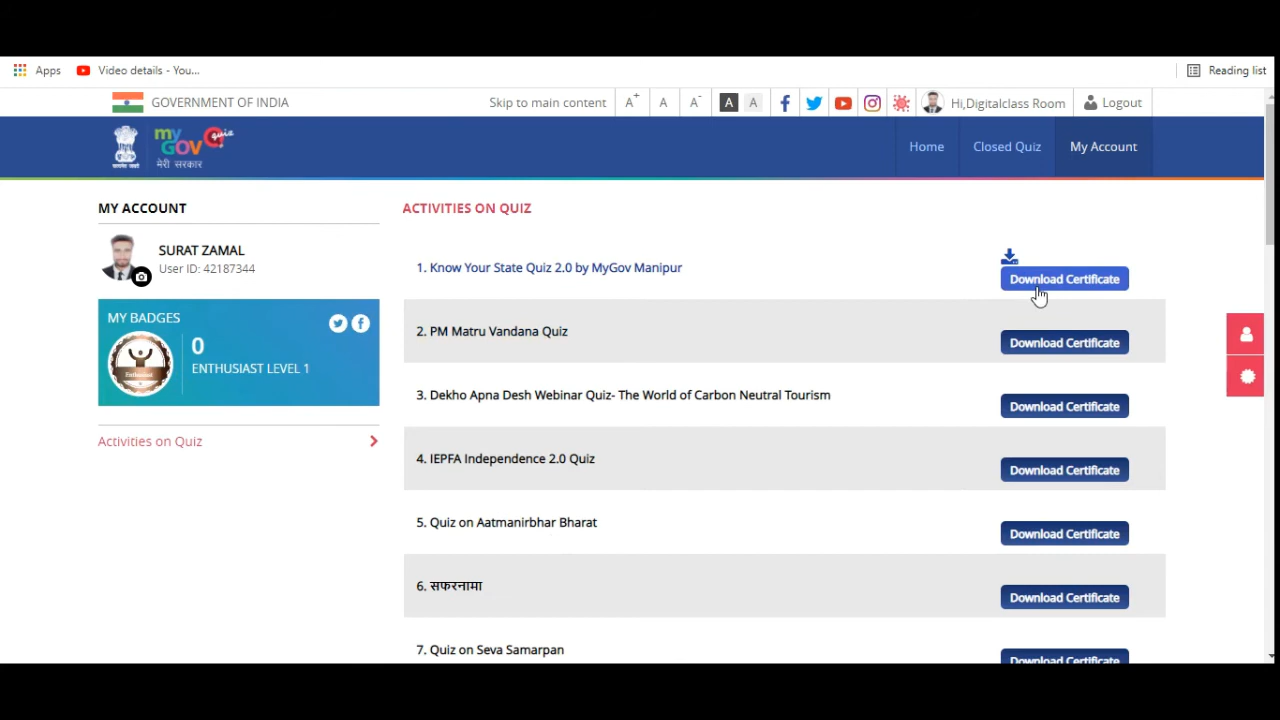 Apps
Video details - You...
Reading list
GOVERNMENT OF INDIA
Skip to main content
A+
A
A-
A
A
Hi,Digitalclass Room
Logout
my GOV quiz
मेरी सरकार
Home
Closed Quiz
My Account
MY ACCOUNT
SURAT ZAMAL
User ID: 42187344
MY BADGES
0
ENTHUSIAST LEVEL 1
Enthusiast
Activities on Quiz
ACTIVITIES ON QUIZ
1. Know Your State Quiz 2.0 by MyGov Manipur
Download Certificate
2. PM Matru Vandana Quiz
Download Certificate
3. Dekho Apna Desh Webinar Quiz- The World of Carbon Neutral Tourism
Download Certificate
4. IEPFA Independence 2.0 Quiz
Download Certificate
5. Quiz on Aatmanirbhar Bharat
Download Certificate
6. सफरनामा
Download Certificate
7. Quiz on Seva Samarpan
Download Certificate